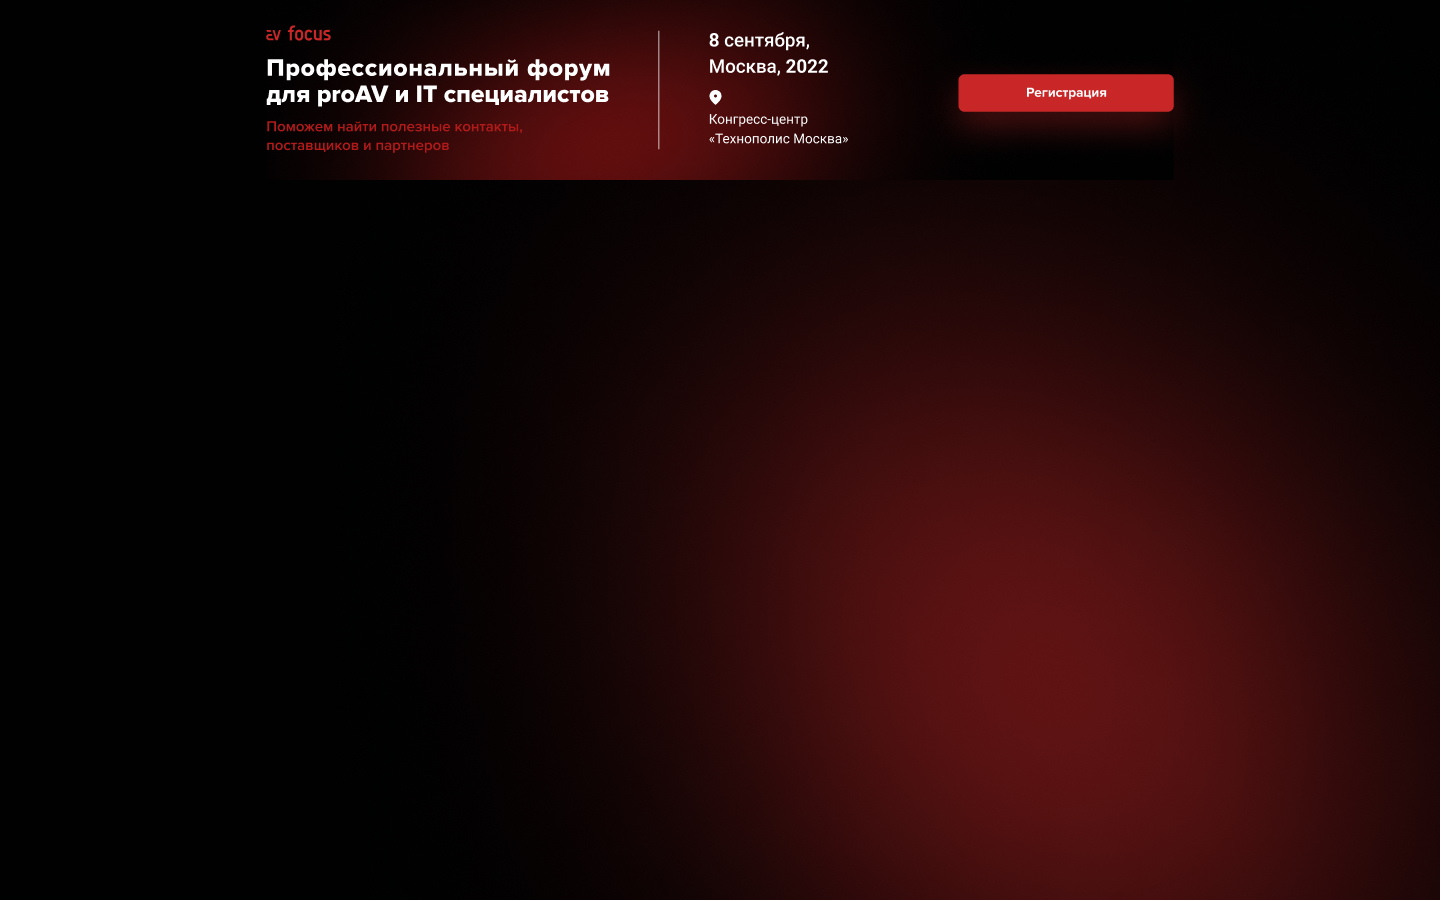 av focus
Профессиональный форум
для proAV и IT специалистов
Поможем найти полезные контакты,
поставщиков и партнеров
8 сентября,
Москва, 2022
Конгресс-центр
«Технополис Москва»
Регистрация